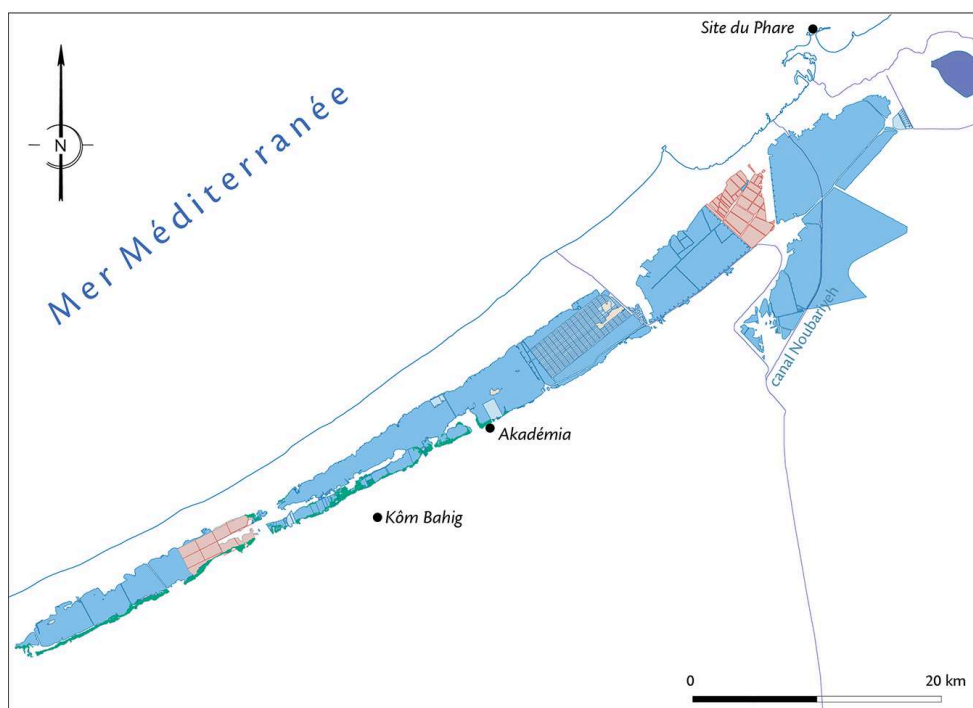 Site du Phare
N
Mer Méditerranée
canal Noubariyeh
Akadémia
Kôm Bahig
0 20 km